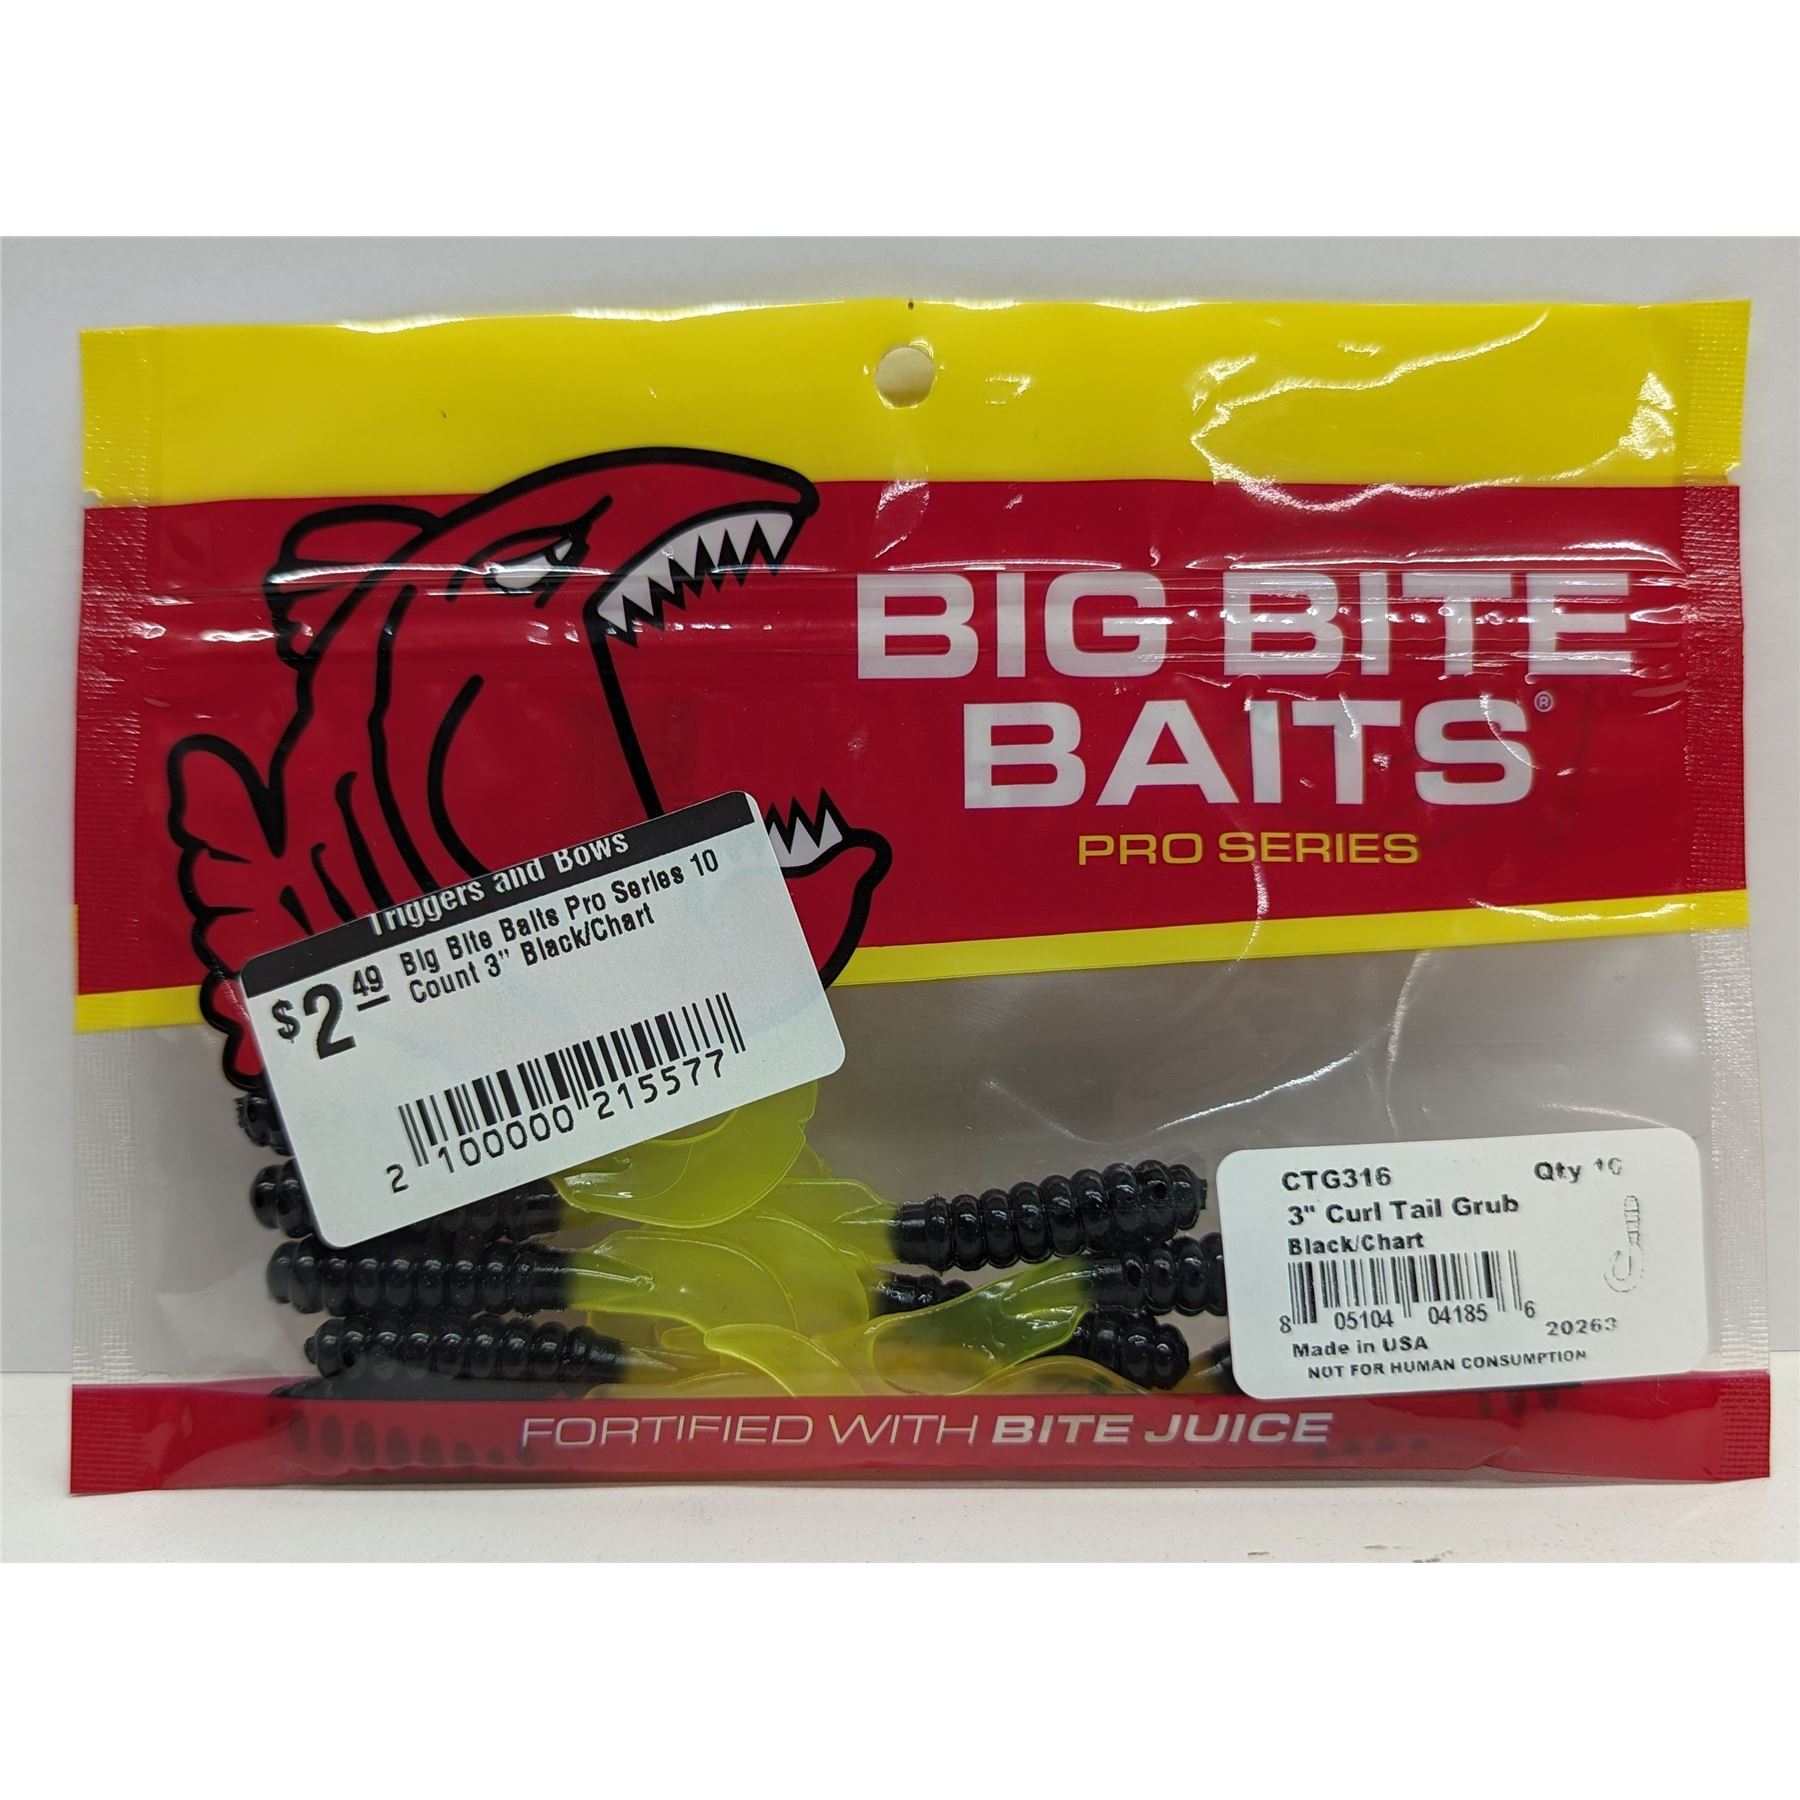 BIG BITE
BAITS®
PRO SERIES
Triggers and Bows
$2 49
Big Bite Baits Pro Series 10
Count 3" Black/Chart
2 100000 215577
CTG316 Qty 10
3" Curl Tail Grub
Black/Chart
8 05104 04185 6
20263
Made in USA
NOT FOR HUMAN CONSUMPTION
FORTIFIED WITH BITE JUICE